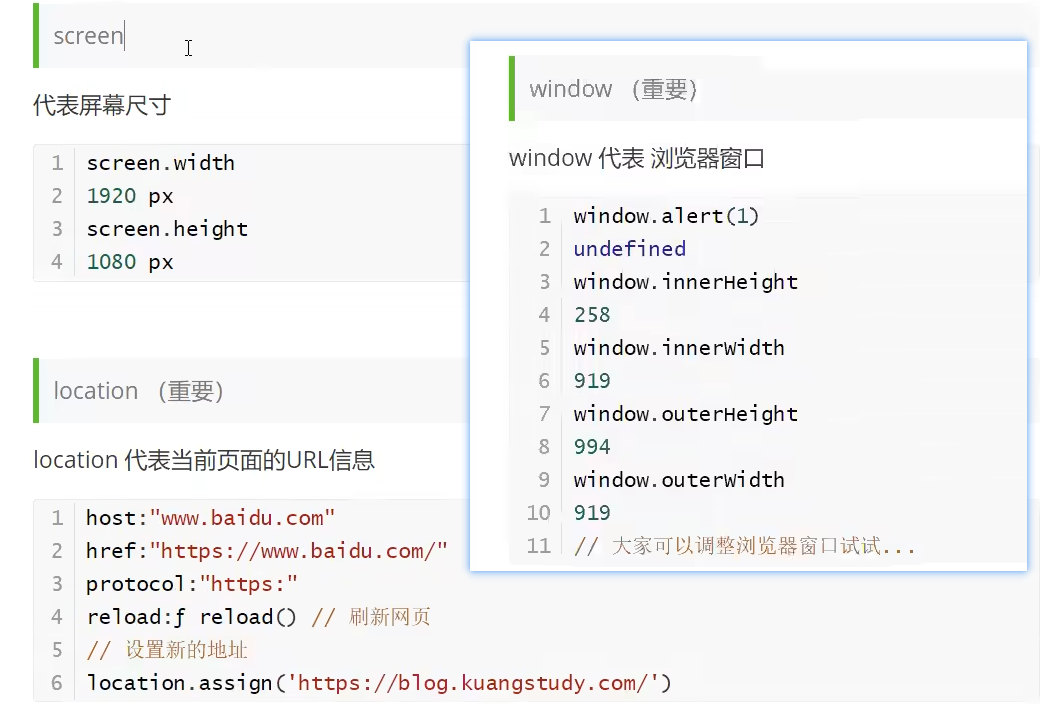 screen
代表屏幕尺寸
1 screen.width
2 1920 px
3 screen.height
4 1080 px
location （重要）
location 代表当前页面的URL信息
1 host:"www.baidu.com"
2 href:"https://www.baidu.com/"
3 protocol:"https:"
4 reload:ƒ reload() // 刷新网页
5 // 设置新的地址
6 location.assign('https://blog.kuangstudy.com/')
window （重要）
window 代表 浏览器窗口
1 window.alert(1)
2 undefined
3 window.innerHeight
4 258
5 window.innerWidth
6 919
7 window.outerHeight
8 994
9 window.outerWidth
10 919
11 // 大家可以调整浏览器窗口试试...